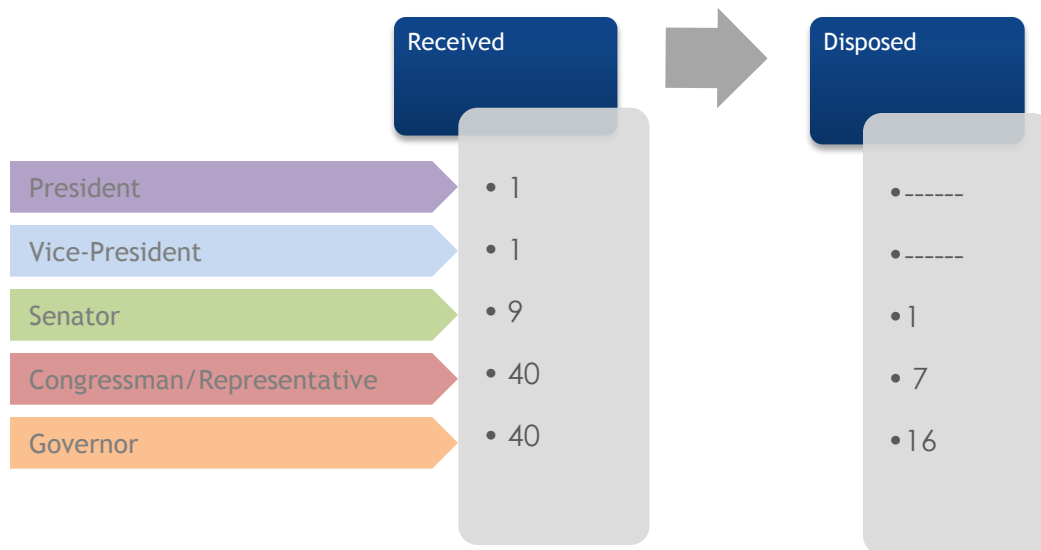 Received
Disposed
President
• 1
•------
Vice-President
• 1
•------
Senator
• 9
•1
Congressman/Representative
• 40
• 7
Governor
• 40
•16